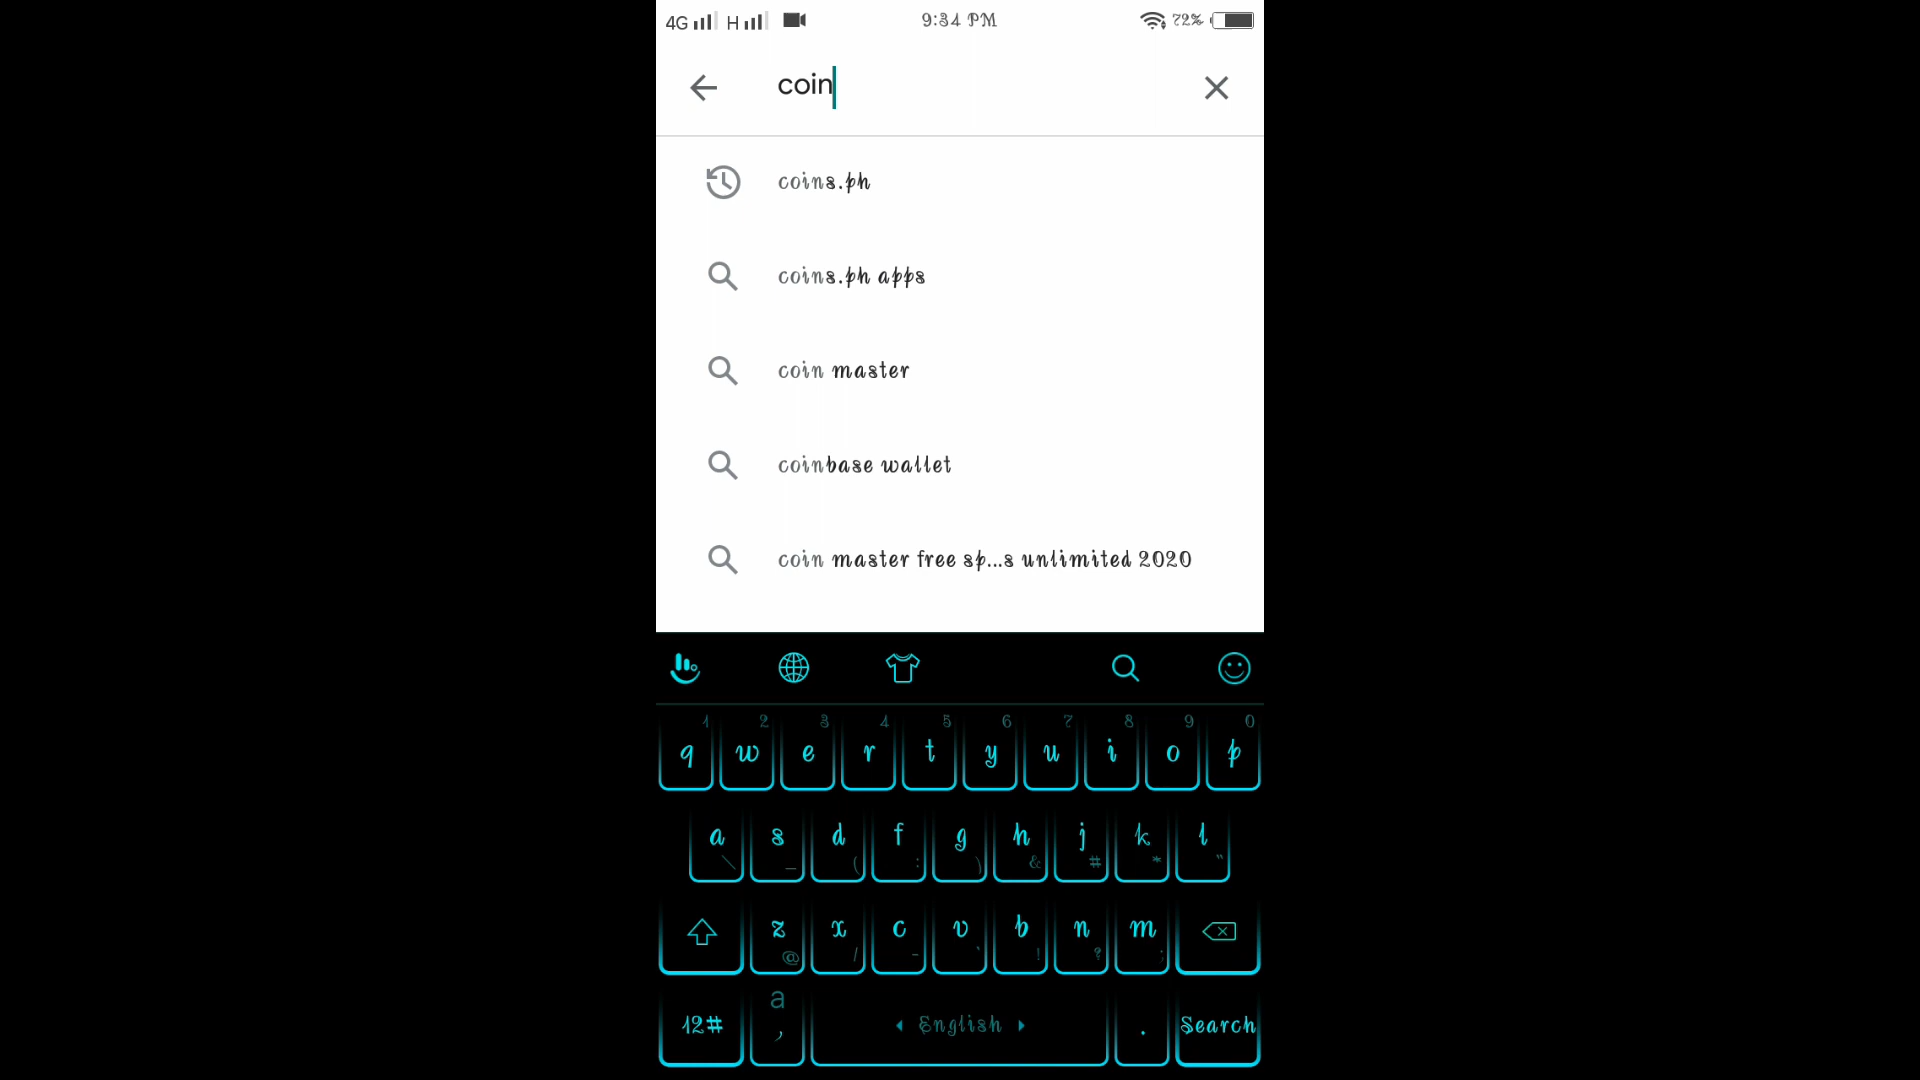 4G H 9:34 PM 72%
coin
coins.ph
coins.ph apps
coin master
coinbase wallet
coin master free sp...s unlimited 2020
1 2 3 4 5 6 7 8 9 0
q w e r t y u i o p
a s d f g h j k l
\ _ ( : ) & # * "
z x c v b n m
@ / - ' ! ? ;
a
12# , English . Search